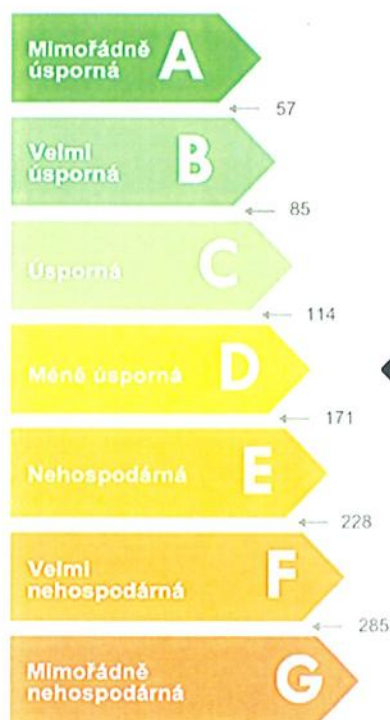 Mimořádně
úsporná
A
57
Velmi
úsporná
B
85
Úsporná
C
114
Méně úsporná
D
171
Nehospodárná
E
228
Velmi
nehospodárná
F
285
Mimořádně
nehospodárná
G